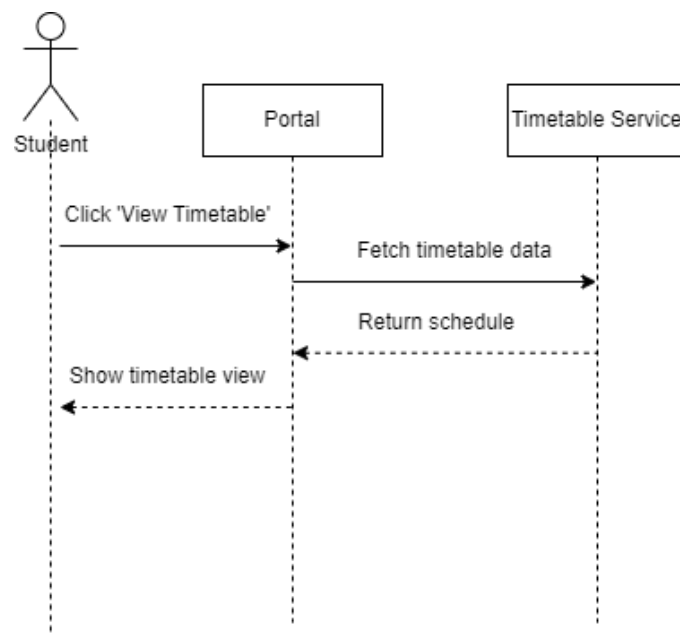 Student
Portal
Timetable Service
Click 'View Timetable'
Fetch timetable data
Return schedule
Show timetable view